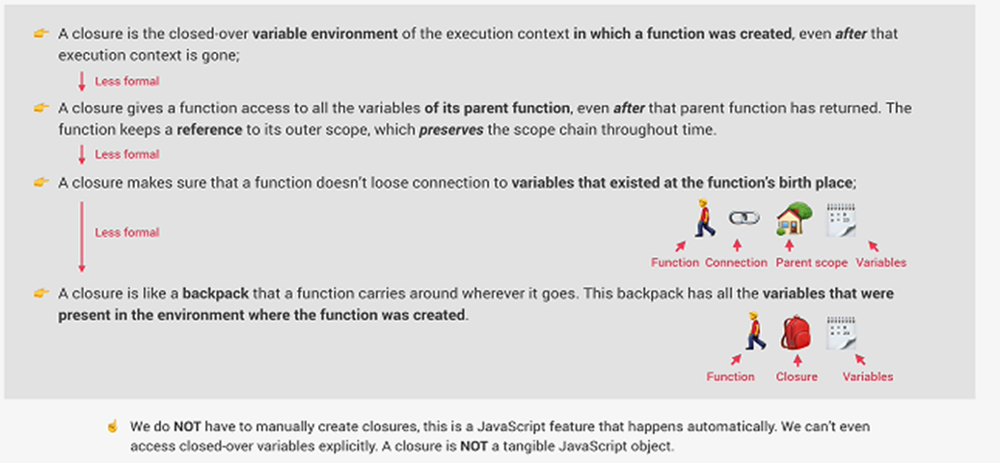 A closure is the closed-over variable environment of the execution context in which a function was created, even after that
execution context is gone;
Less formal
A closure gives a function access to all the variables of its parent function, even after that parent function has returned. The
function keeps a reference to its outer scope, which preserves the scope chain throughout time.
Less formal
A closure makes sure that a function doesn't loose connection to variables that existed at the function's birth place;
Less formal
Function Connection Parent scope Variables
A closure is like a backpack that a function carries around wherever it goes. This backpack has all the variables that were
present in the environment where the function was created.
Function Closure Variables
We do NOT have to manually create closures, this is a JavaScript feature that happens automatically. We can't even
access closed-over variables explicitly. A closure is NOT a tangible JavaScript object.